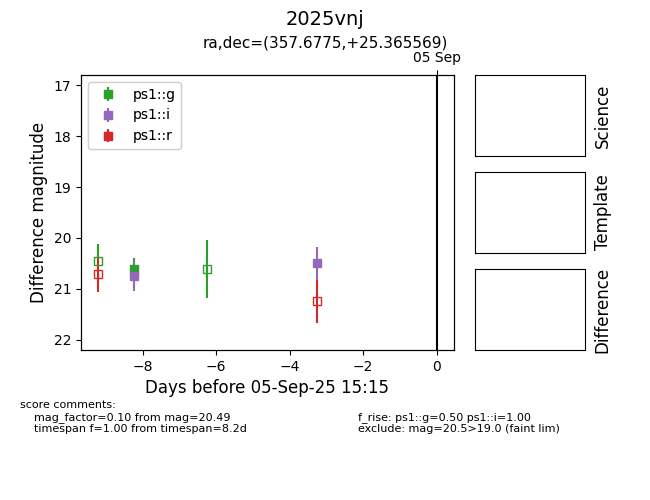 2025vnj
ra,dec=(357.6775,+25.365569)
05 Sep
17
18
19
20
21
22
Difference magnitude
ps1::g
ps1::i
ps1::r
−8
−6
−4
−2
0
Days before 05-Sep-25 15:15
Science
Template
Difference
score comments:
mag_factor=0.10 from mag=20.49
timespan f=1.00 from timespan=8.2d
f_rise: ps1::g=0.50 ps1::i=1.00
exclude: mag=20.5>19.0 (faint lim)